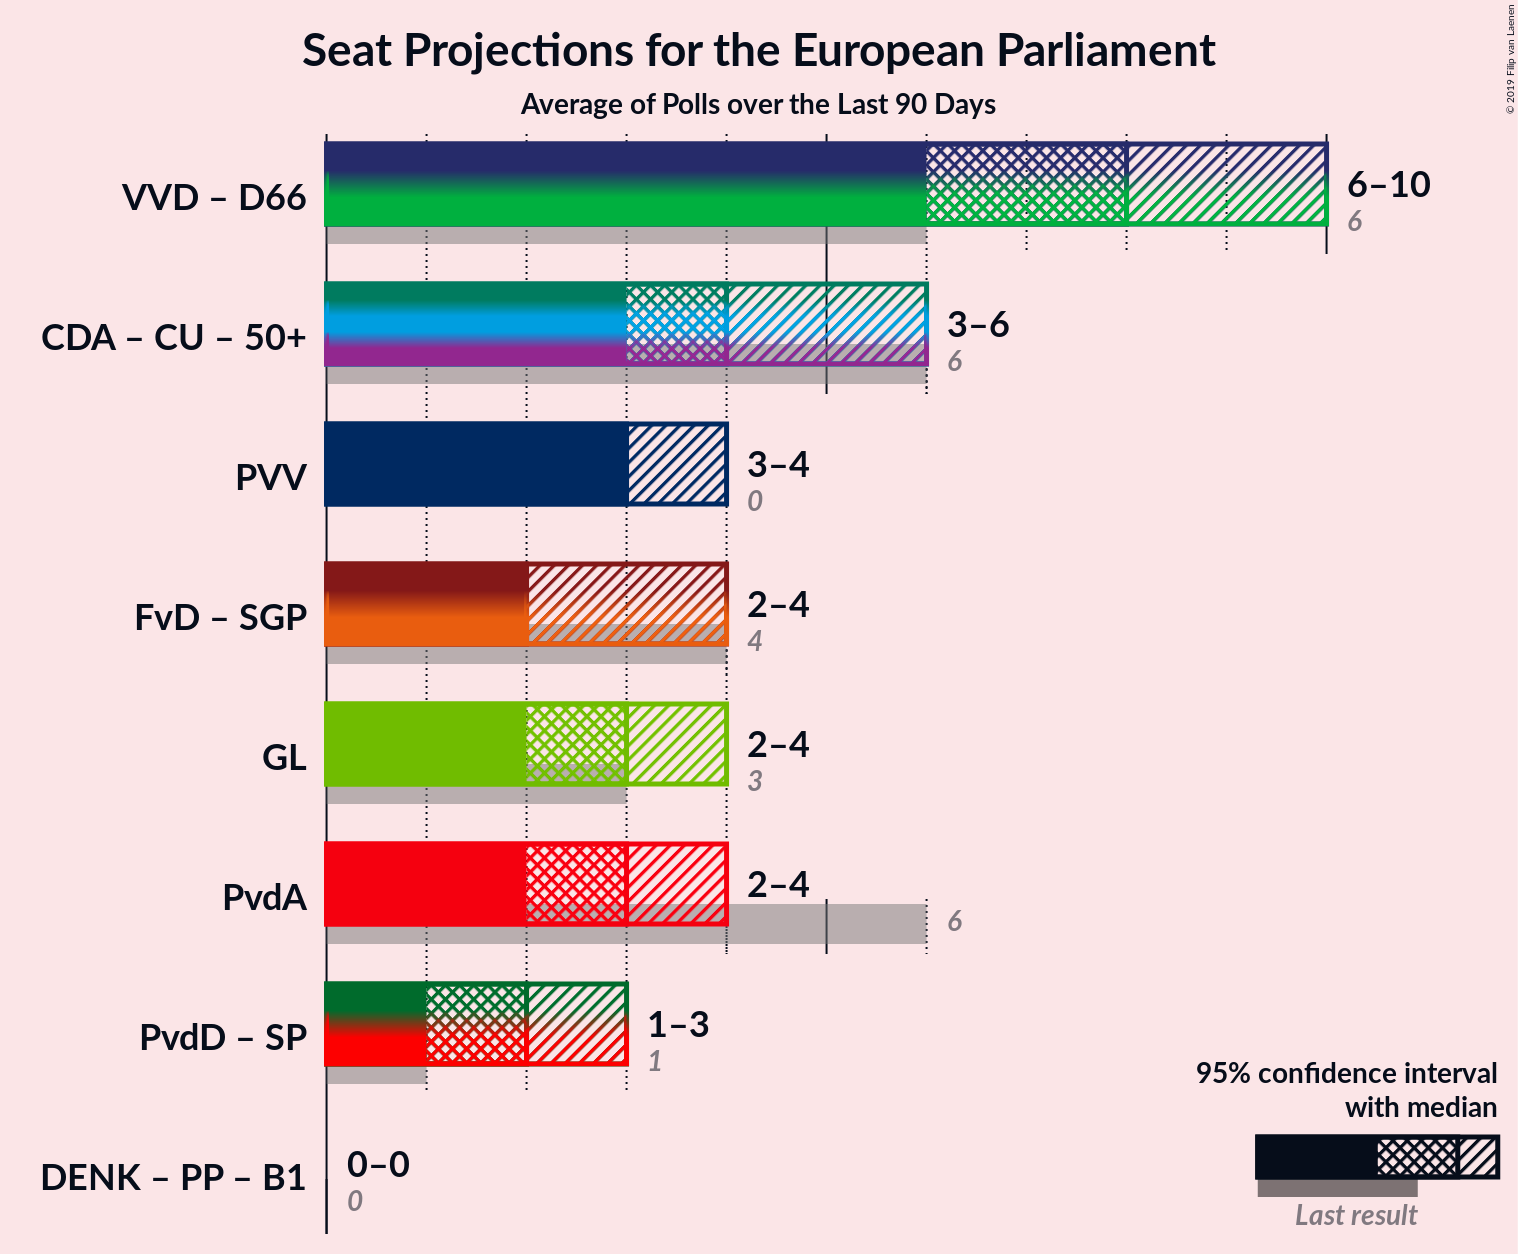 Seat Projections for the European Parliament
Average of Polls over the Last 90 Days
© 2019 Filip van Laenen
VVD – D66
6–10
6
CDA – CU – 50+
3–6
6
PVV
3–4
0
FvD – SGP
2–4
4
GL
2–4
3
PvdA
2–4
6
PvdD – SP
1–3
1
DENK – PP – B1
0–0
0
95% confidence interval
with median
Last result